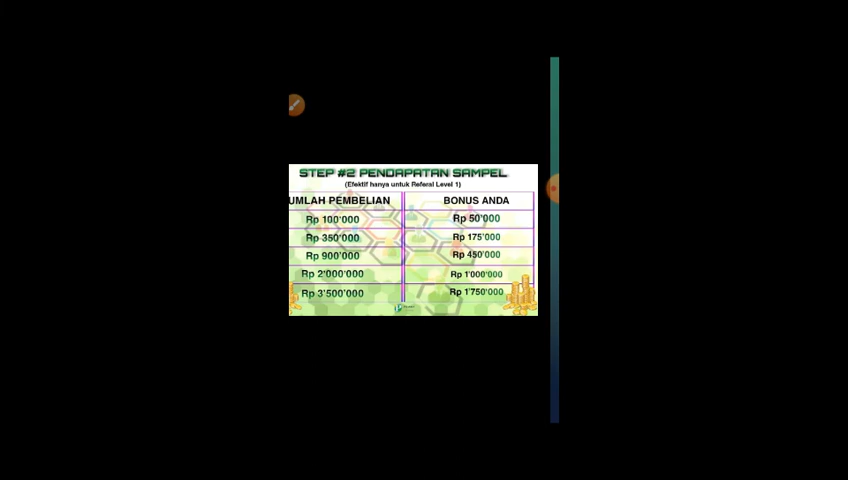 STEP #2 PENDAPATAN SAMPEL
(Efektif hanya untuk Referal Level 1)
UMLAH PEMBELIAN BONUS ANDA
Rp 100'000 Rp 50'000
Rp 350'000 Rp 175'000
Rp 900'000 Rp 450'000
Rp 2'000'000 Rp 1'000'000
Rp 3'500'000 Rp 1'750'000